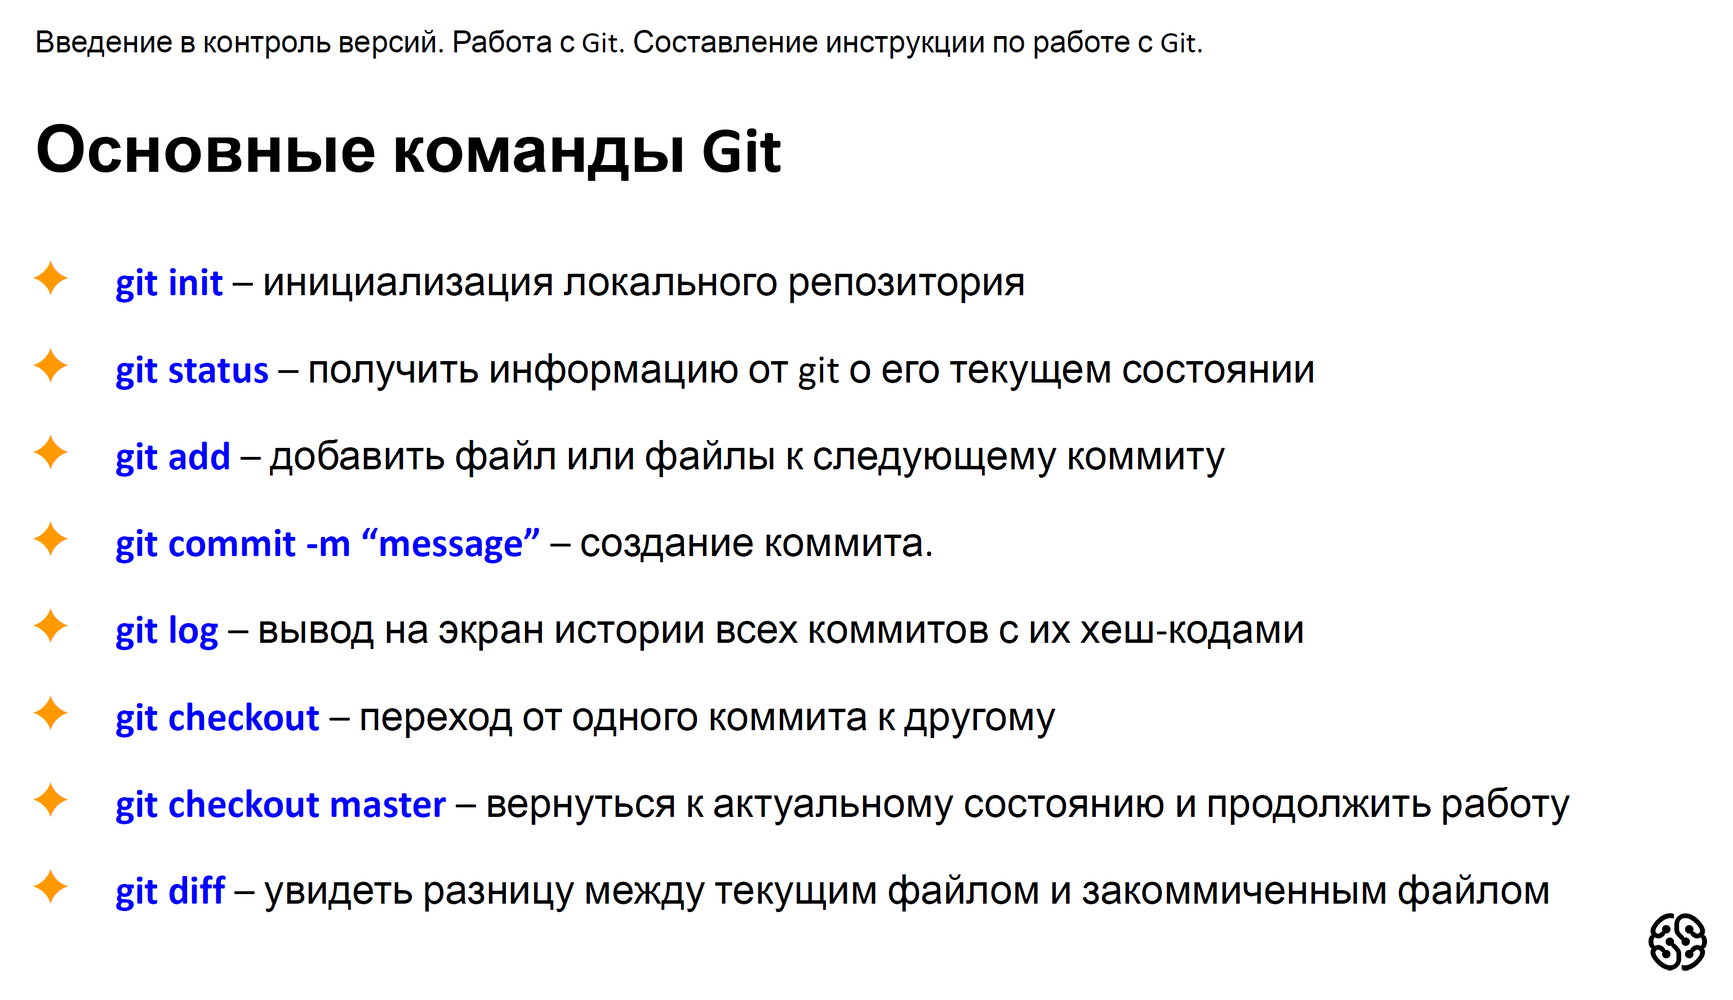 Введение в контроль версий. Работа с Git. Составление инструкции по работе с Git.
Основные команды Git
git init – инициализация локального репозитория
git status – получить информацию от git о его текущем состоянии
git add – добавить файл или файлы к следующему коммиту
git commit -m “message” – создание коммита.
git log – вывод на экран истории всех коммитов с их хеш-кодами
git checkout – переход от одного коммита к другому
git checkout master – вернуться к актуальному состоянию и продолжить работу
git diff – увидеть разницу между текущим файлом и закоммиченным файлом